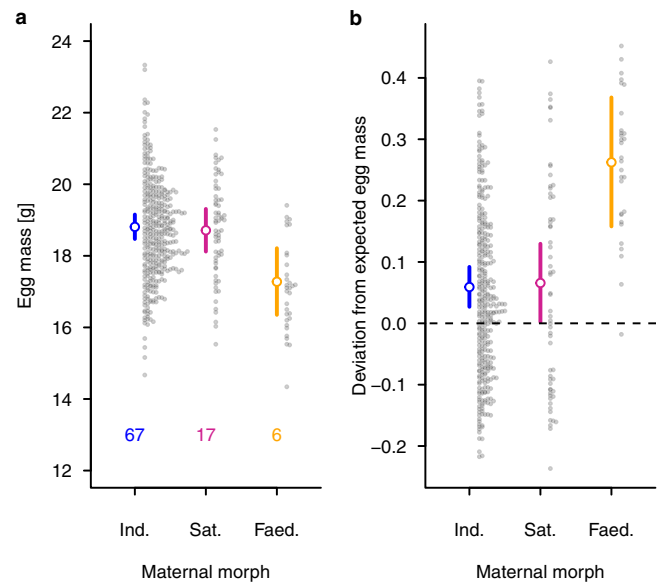 a
Egg mass [g]
24
22
20
18
16
14
12
67
17
6
Ind.
Sat.
Faed.
Maternal morph
b
Deviation from expected egg mass
0.4
0.3
0.2
0.1
0.0
−0.1
−0.2
Ind.
Sat.
Faed.
Maternal morph